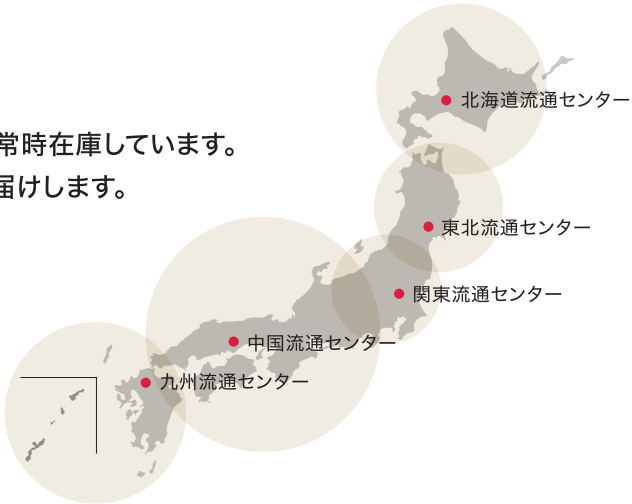 北海道流通センター
常時在庫しています。
届けします。
東北流通センター
関東流通センター
中国流通センター
九州流通センター